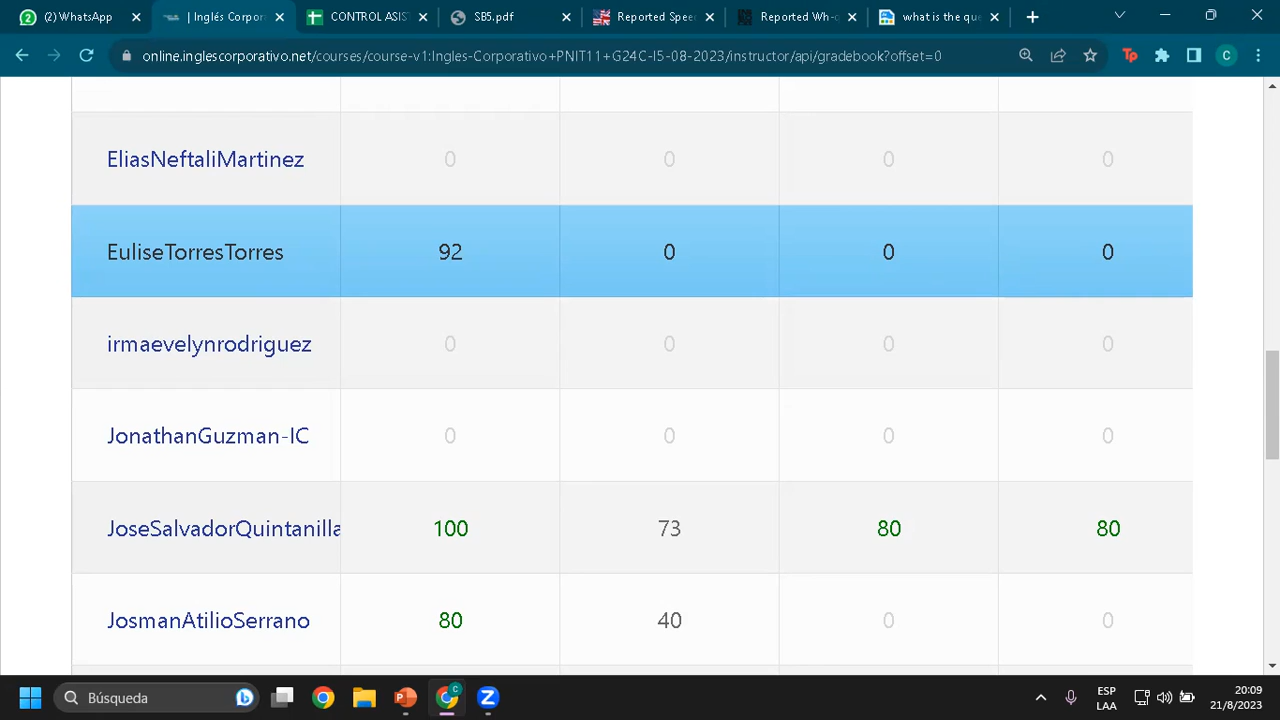 (2) WhatsApp
| Inglés Corpor
CONTROL ASIS
SB5.pdf
Reported Spee
Reported Wh-q
what is the que
online.inglescorporativo.net/courses/course-v1:Ingles-Corporativo+PNIT11+G24C-I5-08-2023/instructor/api/gradebook?offset=0
EliasNeftaliMartinez 0 0 0 0
EuliseTorresTorres 92 0 0 0
irmaevelynrodriguez 0 0 0 0
JonathanGuzman-IC 0 0 0 0
JoseSalvadorQuintanilla 100 73 80 80
JosmanAtilioSerrano 80 40 0 0
Búsqueda
ESP
LAA
20:09
21/8/2023